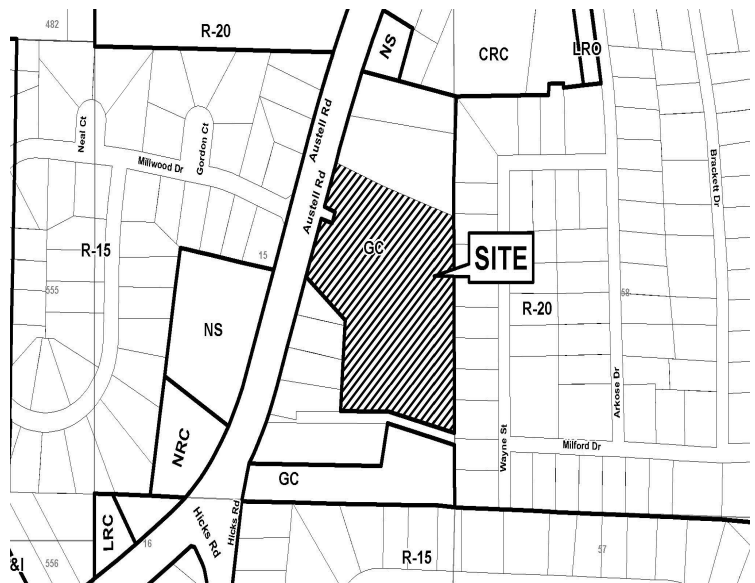 482
R-20
NS
CRC
LRO
Neal Ct
Gordon Ct
Austell Rd
Brackett Dr
Millwood Dr
Austell Rd
R-15
15
GC
SITE
555
58
R-20
NS
Arkose Dr
NRC
Wayne St
Milford Dr
GC
LRC
Hicks Rd
Hicks Rd
16
R-15
57
&I
556